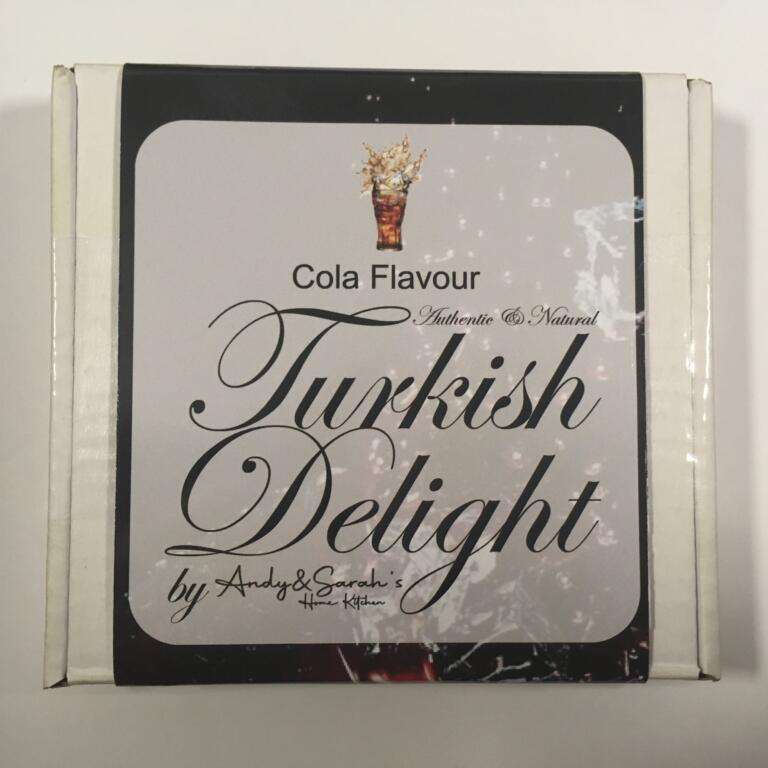 Cola Flavour
Authentic & Natural
Turkish
Delight
by Andy&Sarah's
Home Kitchen